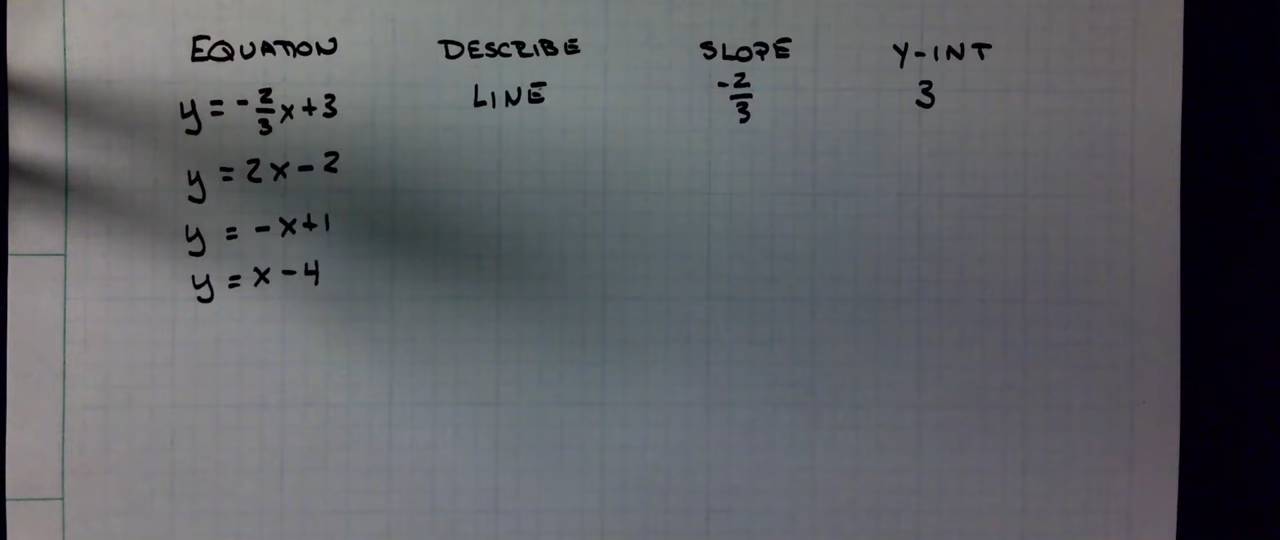 EQUATION DESCRIBE SLOPE Y-INT
y = -2/3x+3 LINE -2/3 3
y = 2x-2
y = -x+1
y = x-4